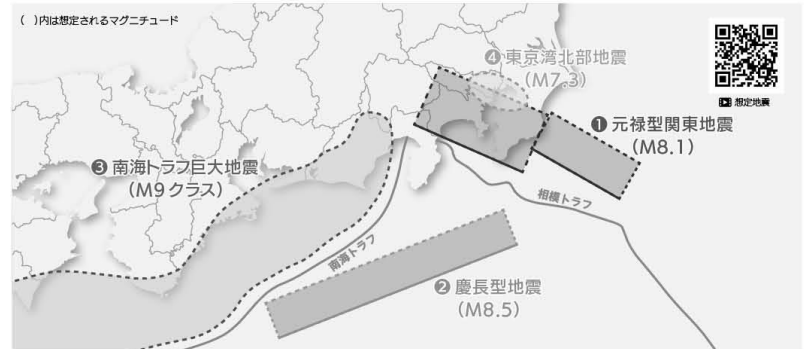 ( )内は想定されるマグニチュード
④ 東京湾北部地震
(M7.3)
想定地震
① 元禄型関東地震
(M8.1)
③ 南海トラフ巨大地震
(M9クラス)
相模トラフ
南海トラフ
② 慶長型地震
(M8.5)